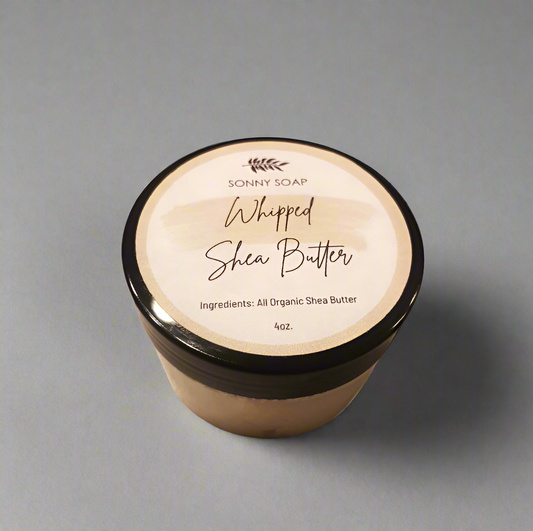 SONNY SOAP
Whipped
Shea Butter
Ingredients: All Organic Shea Butter
4oz.